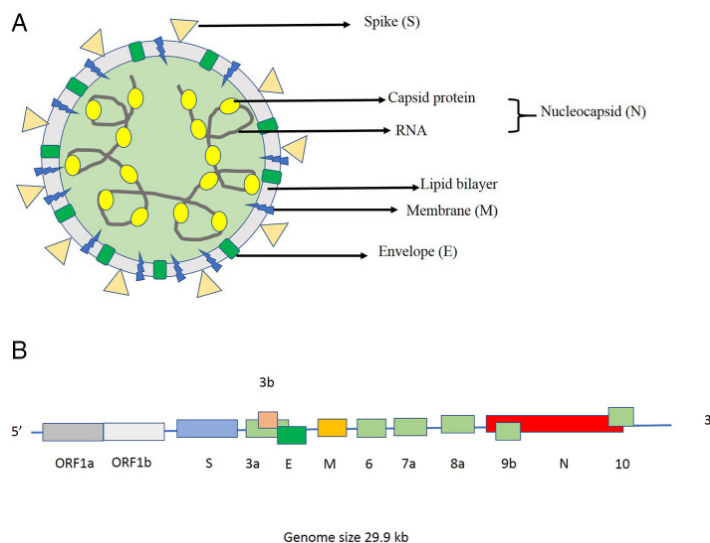 A
Spike (S)
Capsid protein
Nucleocapsid (N)
RNA
Lipid bilayer
Membrane (M)
Envelope (E)
B
3b
5' 3
ORF1a ORF1b S 3a E M 6 7a 8a 9b N 10
Genome size 29.9 kb